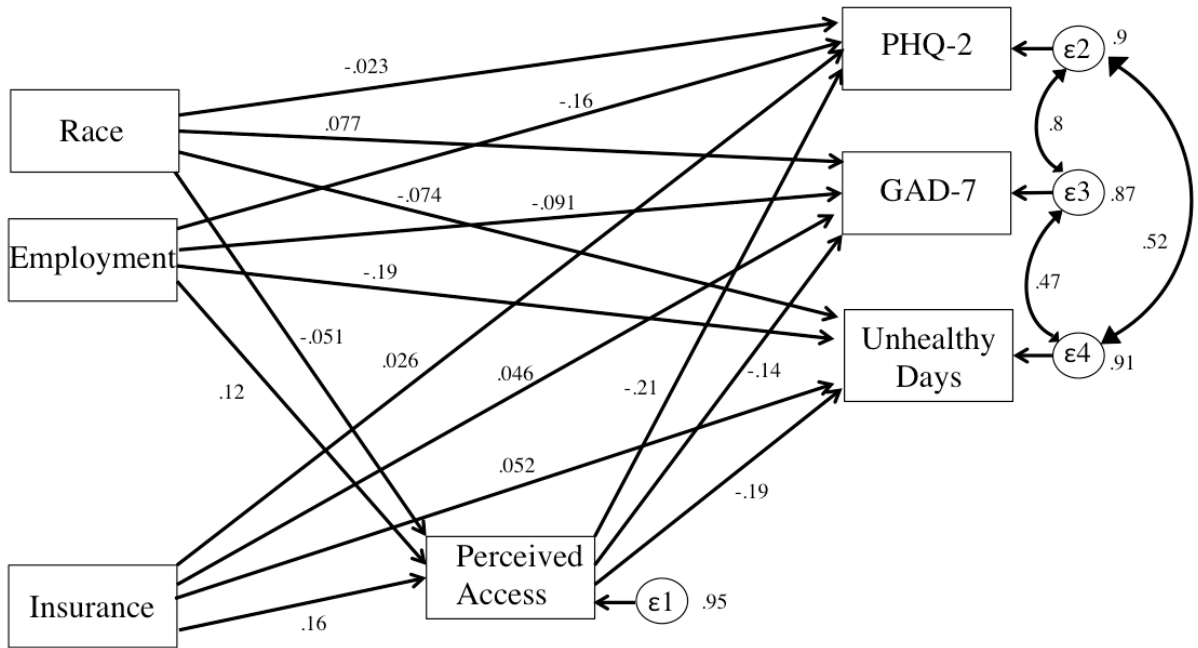 PHQ-2
ε2
.9
-.023
-.16
Race
.077
.8
GAD-7
ε3
.87
-.074
-.091
Employment
.52
-.19
.47
-.051
Unhealthy
Days
ε4
.91
.12
.026
.046
-.21
-.14
.052
-.19
Perceived
Access
ε1
.95
Insurance
.16